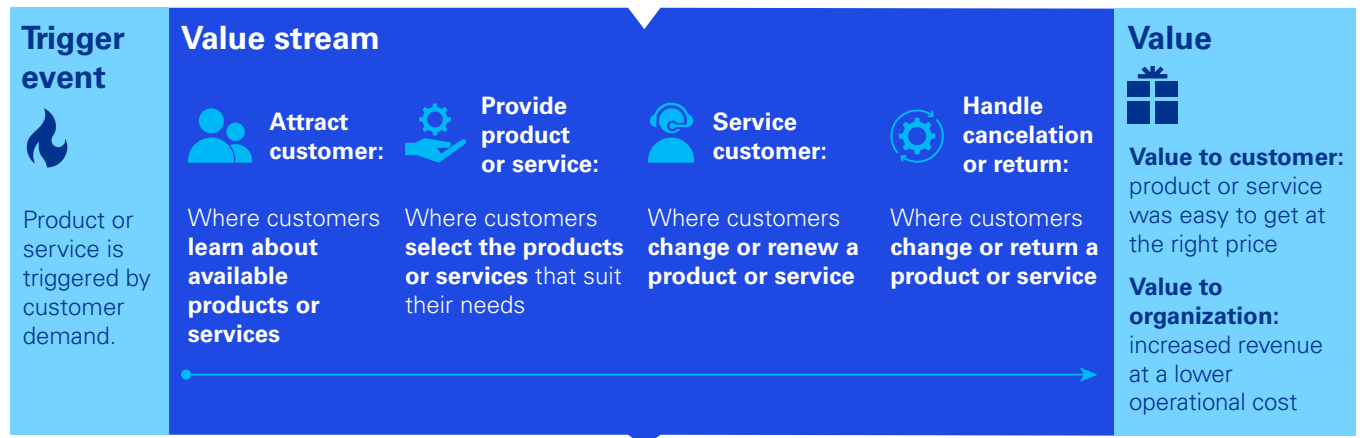 Trigger
event
Product or
service is
triggered by
customer
demand.
Value stream
Attract
customer:
Where customers
learn about
available
products or
services
Provide
product
or service:
Where customers
select the products
or services that suit
their needs
Service
customer:
Where customers
change or renew a
product or service
Handle
cancelation
or return:
Where customers
change or return a
product or service
Value
Value to customer:
product or service
was easy to get at
the right price
Value to
organization:
increased revenue
at a lower
operational cost